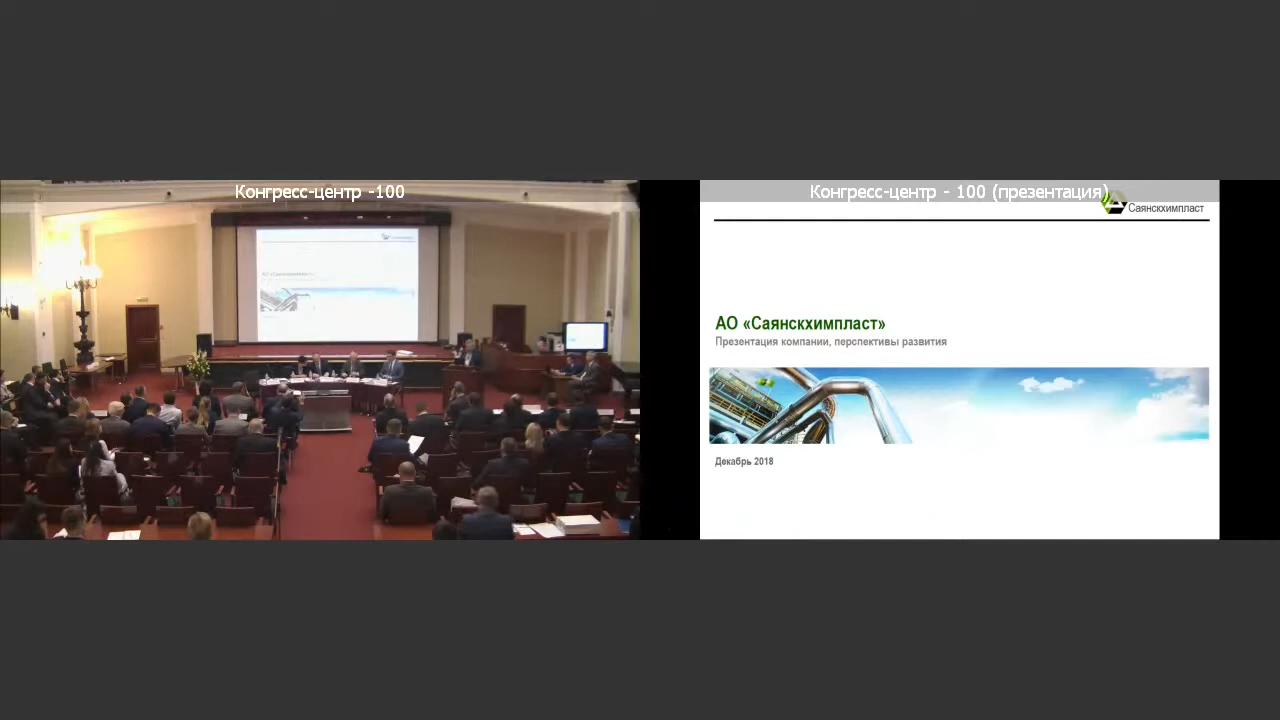 Конгресс-центр -100
Конгресс-центр - 100 (презентация)
Саянскхимпласт
АО «Саянскхимпласт»
Презентация компании, перспективы развития
Декабрь 2018